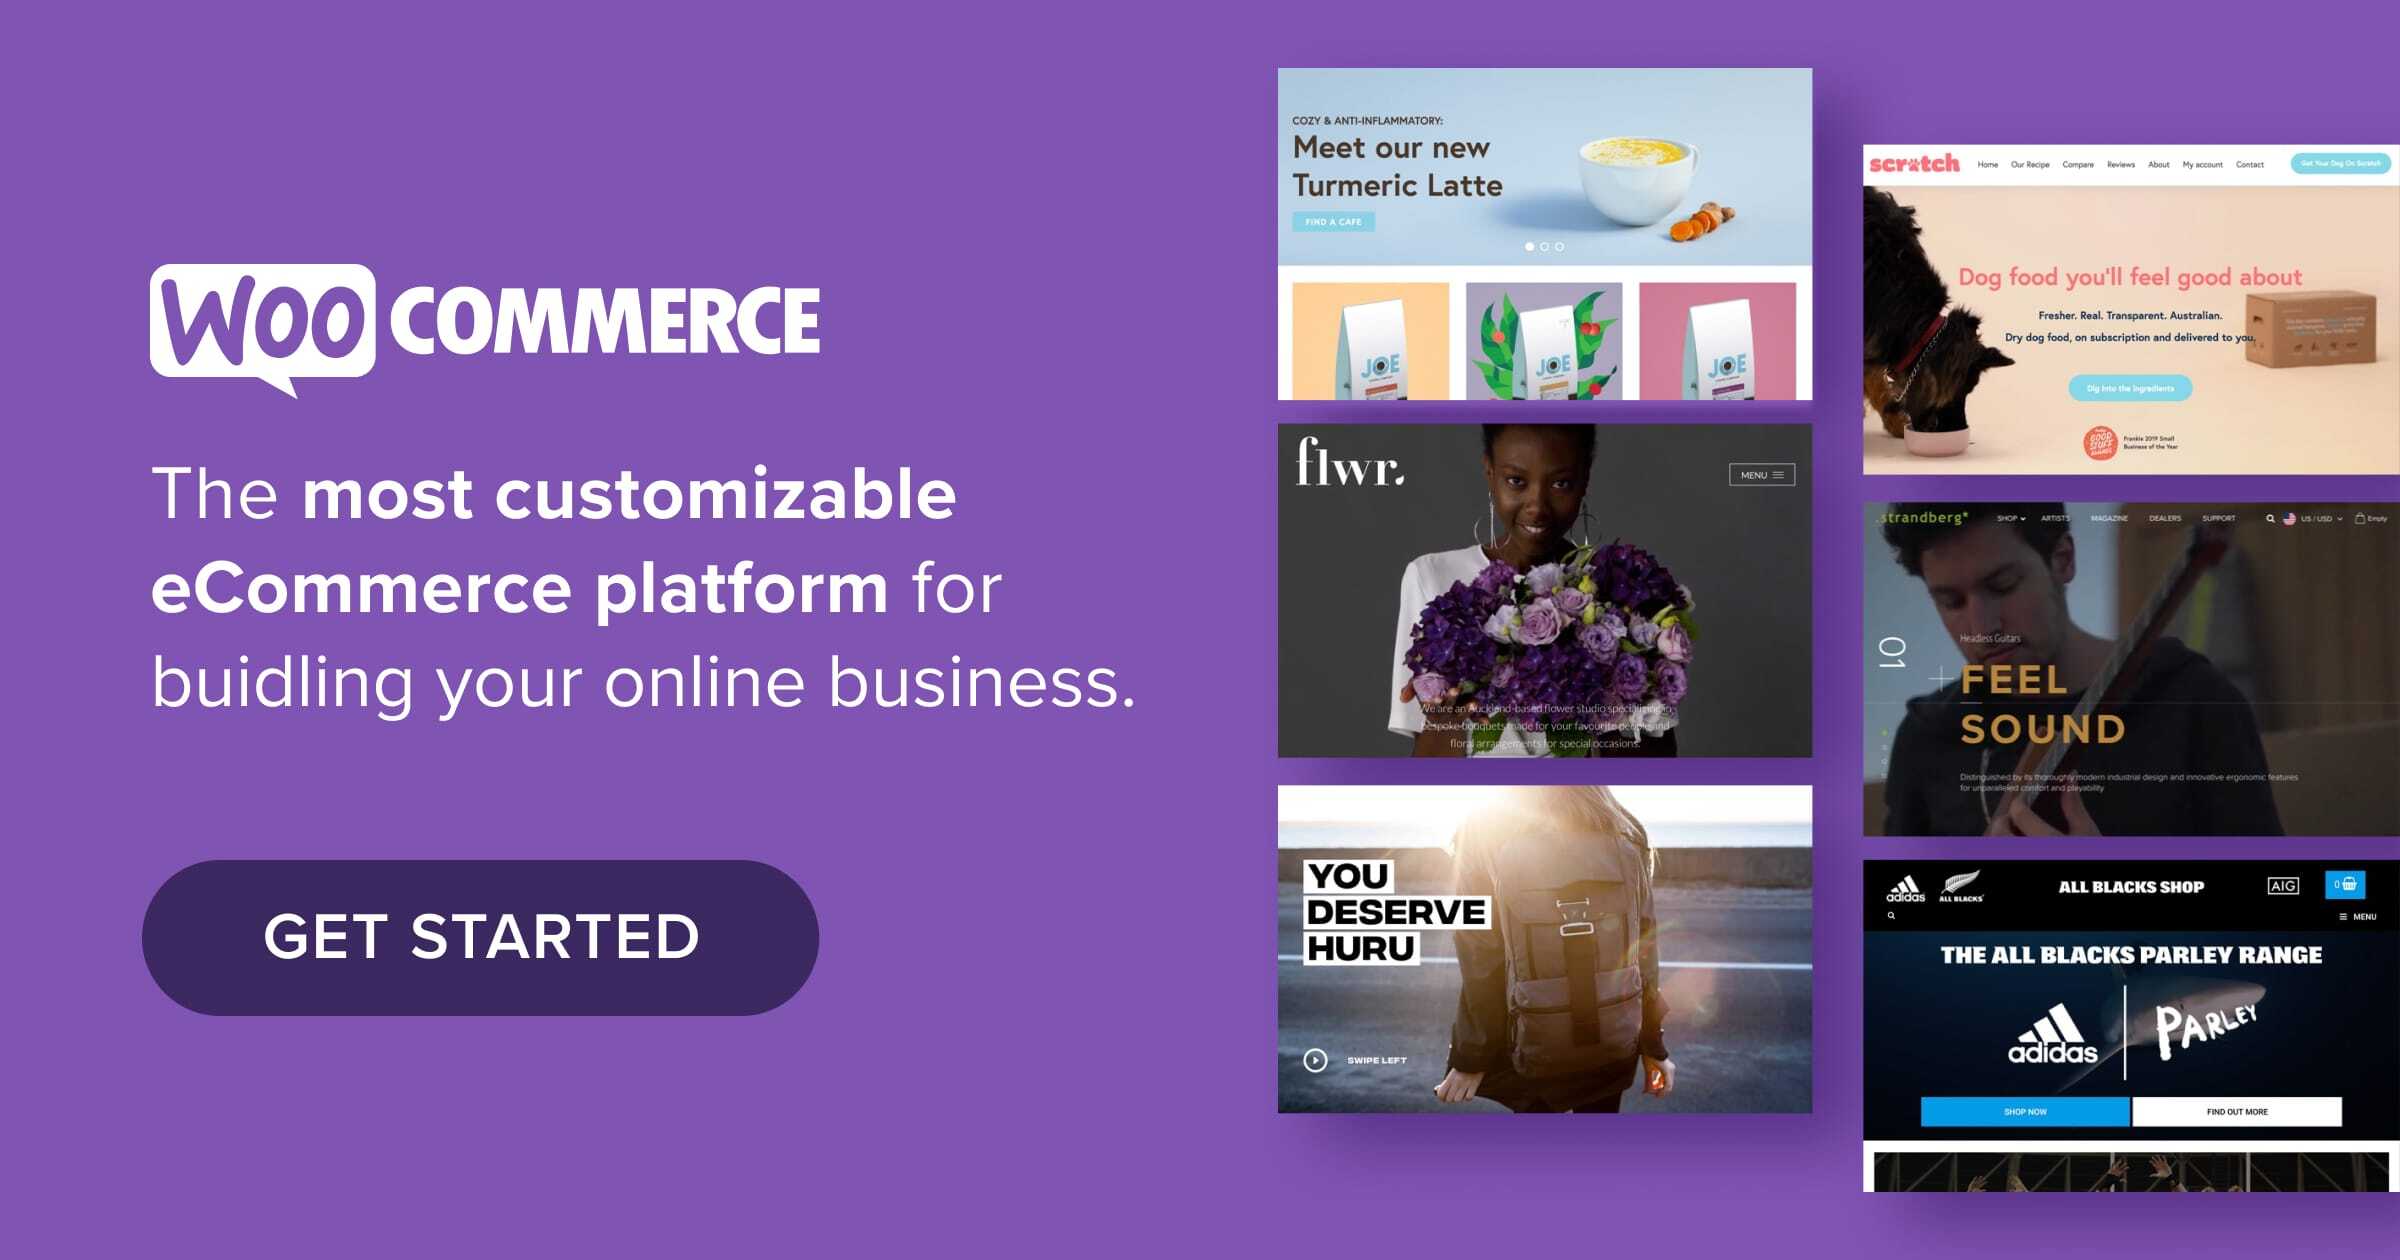 WOO COMMERCE
The most customizable
eCommerce platform for
buidling your online business.
GET STARTED
COZY & ANTI-INFLAMMATORY:
Meet our new
Turmeric Latte
FIND A CAFE
JOE
JOE
JOE
flwr.
MENU
We are an Auckland-based flower studio specialising in
bespoke bouquets made for your favourite people and
floral arrangements for special occasions.
YOU
DESERVE
HURU
SWIPE LEFT
scratch
Home Our Recipe Compare Reviews About My account Contact
Get Your Dog On Scratch
Dog food you'll feel good about
Fresher. Real. Transparent. Australian.
Dry dog food, on subscription and delivered to you.
Dig Into the Ingredients
GOOD
STUFF
AWARDS
Frankie 2019 Small
Business of the Year
.strandberg*
SHOP ARTISTS MAGAZINE DEALERS SUPPORT
US / USD
Empty
01
Headless Guitars
FEEL
SOUND
Distinguished by its thoroughly modern industrial design and innovative ergonomic features
for unparalleled comfort and playability
adidas
ALL BLACKS
ALL BLACKS SHOP
AIG
0
MENU
THE ALL BLACKS PARLEY RANGE
adidas
PARLEY
SHOP NOW
FIND OUT MORE